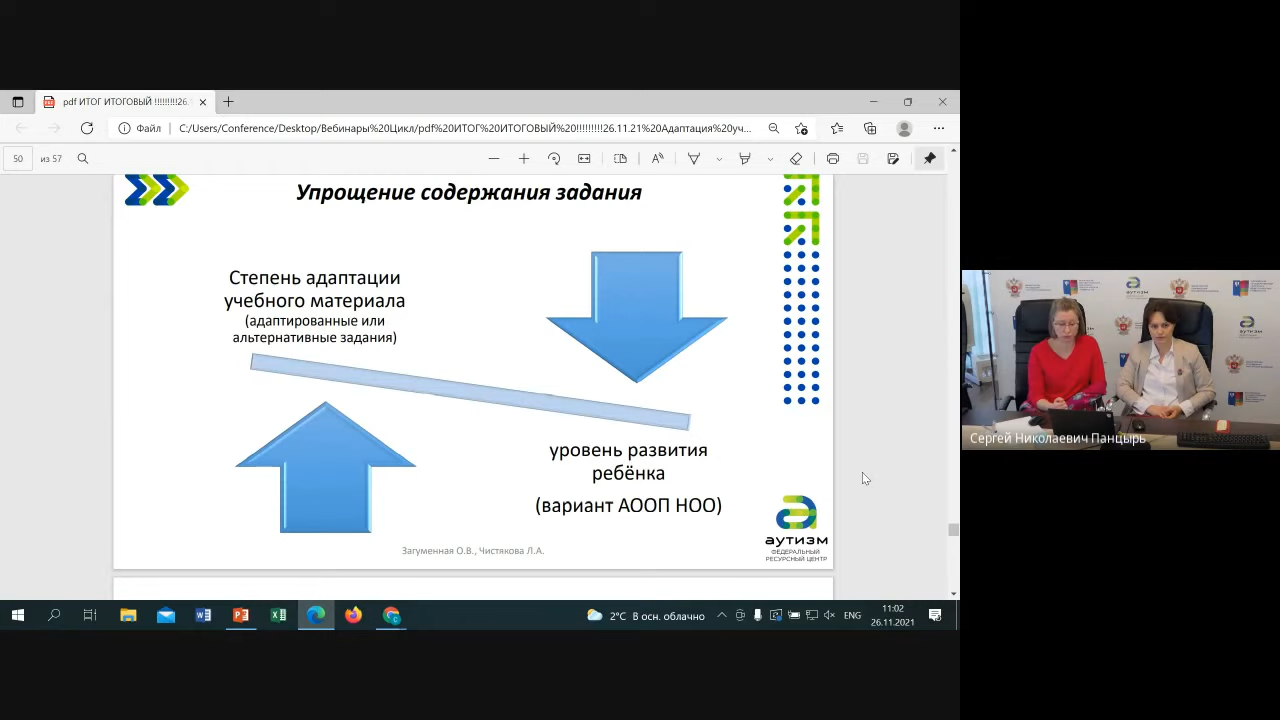 pdf ИТОГ ИТОГОВЫЙ !!!!!!!!!26.
Файл
C:/Users/Conference/Desktop/Вебинары%20Цикл/pdf%20ИТОГ%20ИТОГОВЫЙ%20!!!!!!!!!26.11.21%20Адаптация%20уч...
50 из 57
Упрощение содержания задания
Степень адаптации
учебного материала
(адаптированные или
альтернативные задания)
уровень развития
ребёнка
(вариант АООП НОО)
аутизм
ФЕДЕРАЛЬНЫЙ
РЕСУРСНЫЙ ЦЕНТР
Загуменная О.В., Чистякова Л.А.
2°C В осн. облачно
ENG
11:02
26.11.2021
аутизм
аутизм
Сергей Николаевич Панцырь